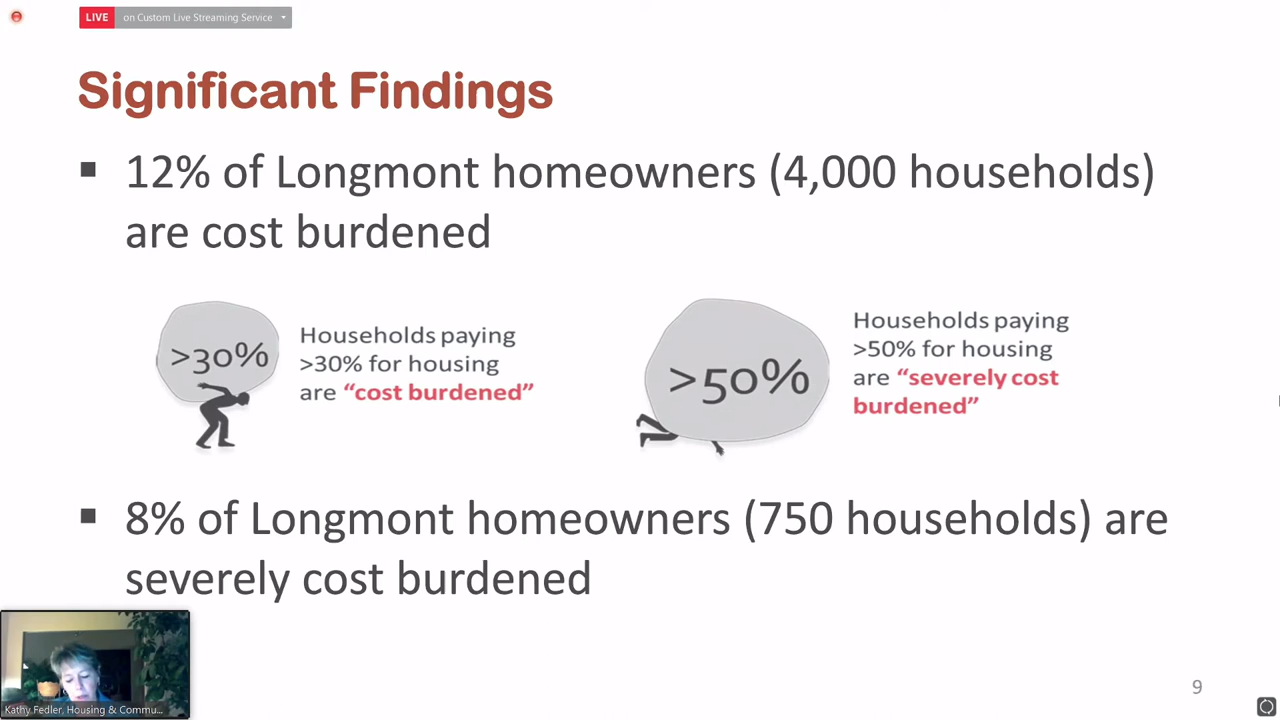 LIVE on Custom Live Streaming Service
Significant Findings
▪ 12% of Longmont homeowners (4,000 households)
are cost burdened
>30%
Households paying
>30% for housing
are “cost burdened”
>50%
Households paying
>50% for housing
are “severely cost
burdened”
▪ 8% of Longmont homeowners (750 households) are
severely cost burdened
Kathy Fedler, Housing & Commu...
9